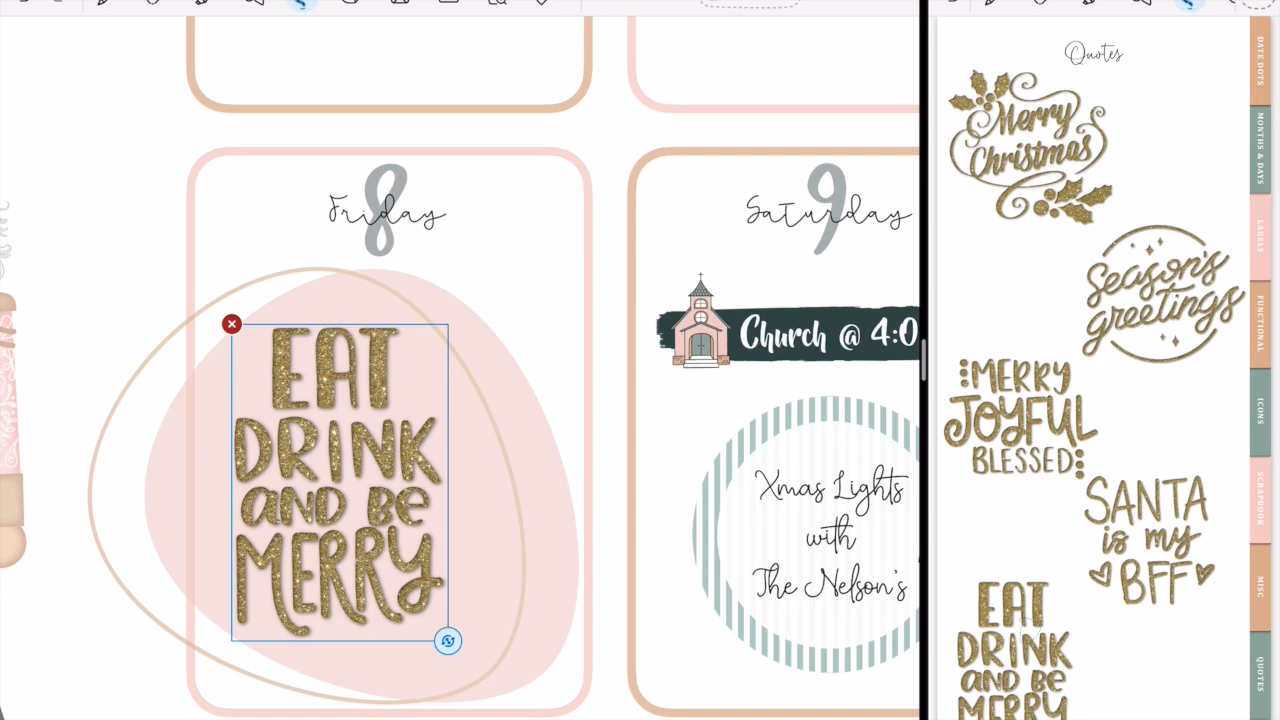 8
Friday
EAT
DRINK
AND BE
MERRY
9
Saturday
Church @ 4:0
Xmas Lights
with
The Nelson's
Quotes
Merry
Christmas
Season's
greetings
MERRY
JOYFUL
BLESSED
SANTA
is my
BFF
EAT
DRINK
AND BE
MERRY
DATE DOTS
MONTHS & DAYS
LABELS
FUNCTIONAL
ICONS
SCRAPBOOK
MISC
QUOTES